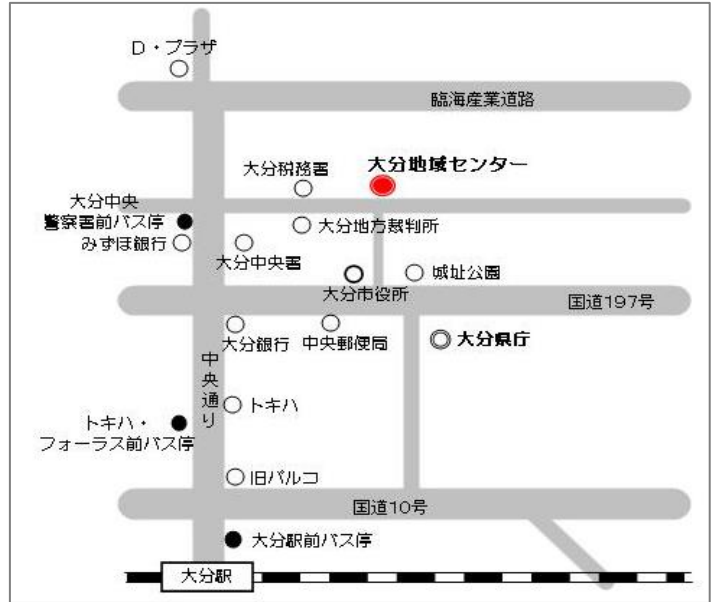 D・プラザ
臨海産業道路
大分税務署
大分地域センター
大分中央
警察署前バス停
みずほ銀行
大分地方裁判所
大分中央署
大分市役所
城址公園
国道197号
大分銀行
中央郵便局
大分県庁
中央通り
トキハ
トキハ・
フォーラス前バス停
旧パルコ
国道10号
大分駅前バス停
大分駅